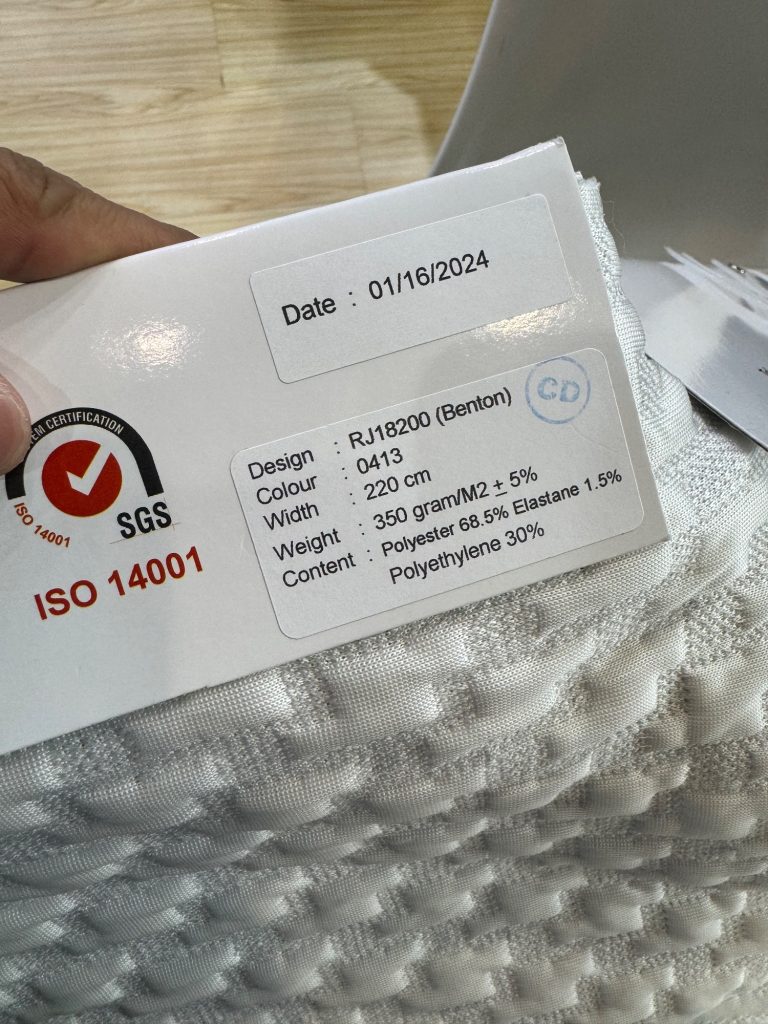 Date : 01/16/2024
CD
Design : RJ18200 (Benton)
Colour : 0413
Width : 220 cm
Weight : 350 gram/M2 ± 5%
Content : Polyester 68.5% Elastane 1.5%
Polyethylene 30%
CERTIFICATION
ISO 14001
SGS
ISO 14001